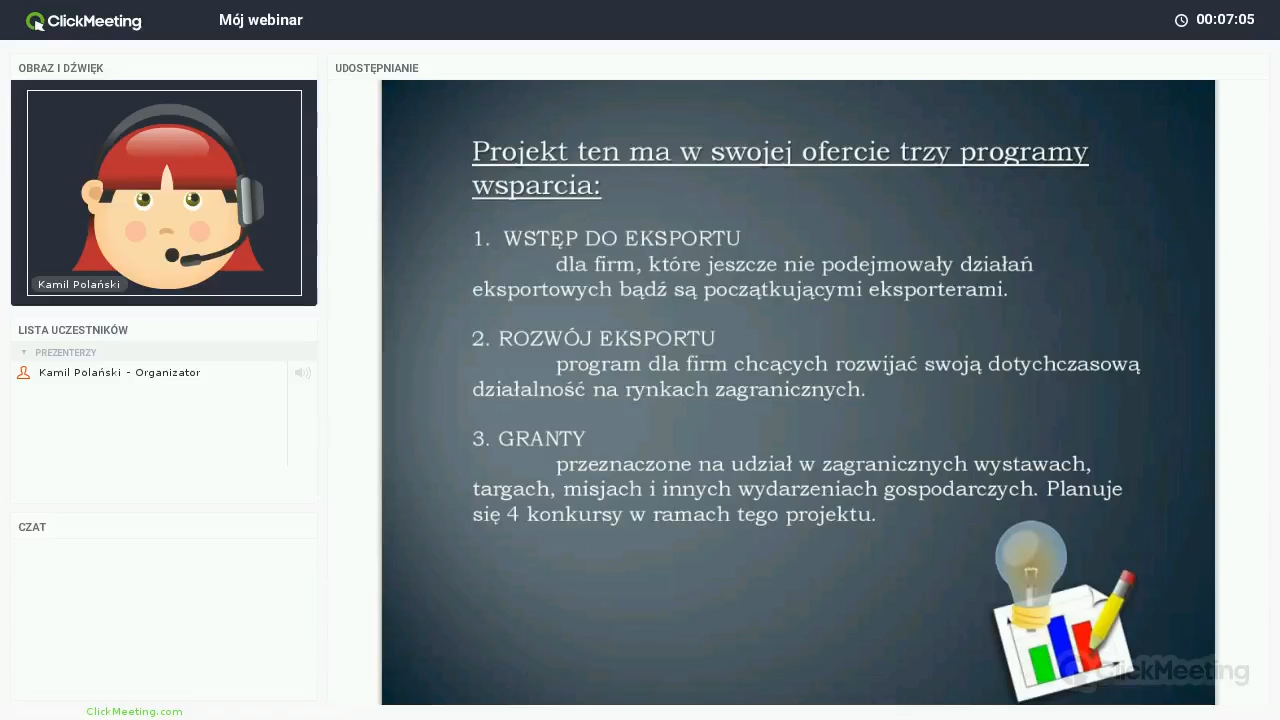 ClickMeeting
Mój webinar
00:07:05
OBRAZ I DŹWIĘK
Kamil Polański
LISTA UCZESTNIKÓW
PREZENTERZY
Kamil Polański - Organizator
CZAT
ClickMeeting.com
UDOSTĘPNIANIE
Projekt ten ma w swojej ofercie trzy programy
wsparcia:
1. WSTĘP DO EKSPORTU
dla firm, które jeszcze nie podejmowały działań
eksportowych bądź są początkującymi eksporterami.
2. ROZWÓJ EKSPORTU
program dla firm chcących rozwijać swoją dotychczasową
działalność na rynkach zagranicznych.
3. GRANTY
przeznaczone na udział w zagranicznych wystawach,
targach, misjach i innych wydarzeniach gospodarczych. Planuje
się 4 konkursy w ramach tego projektu.
ClickMeeting